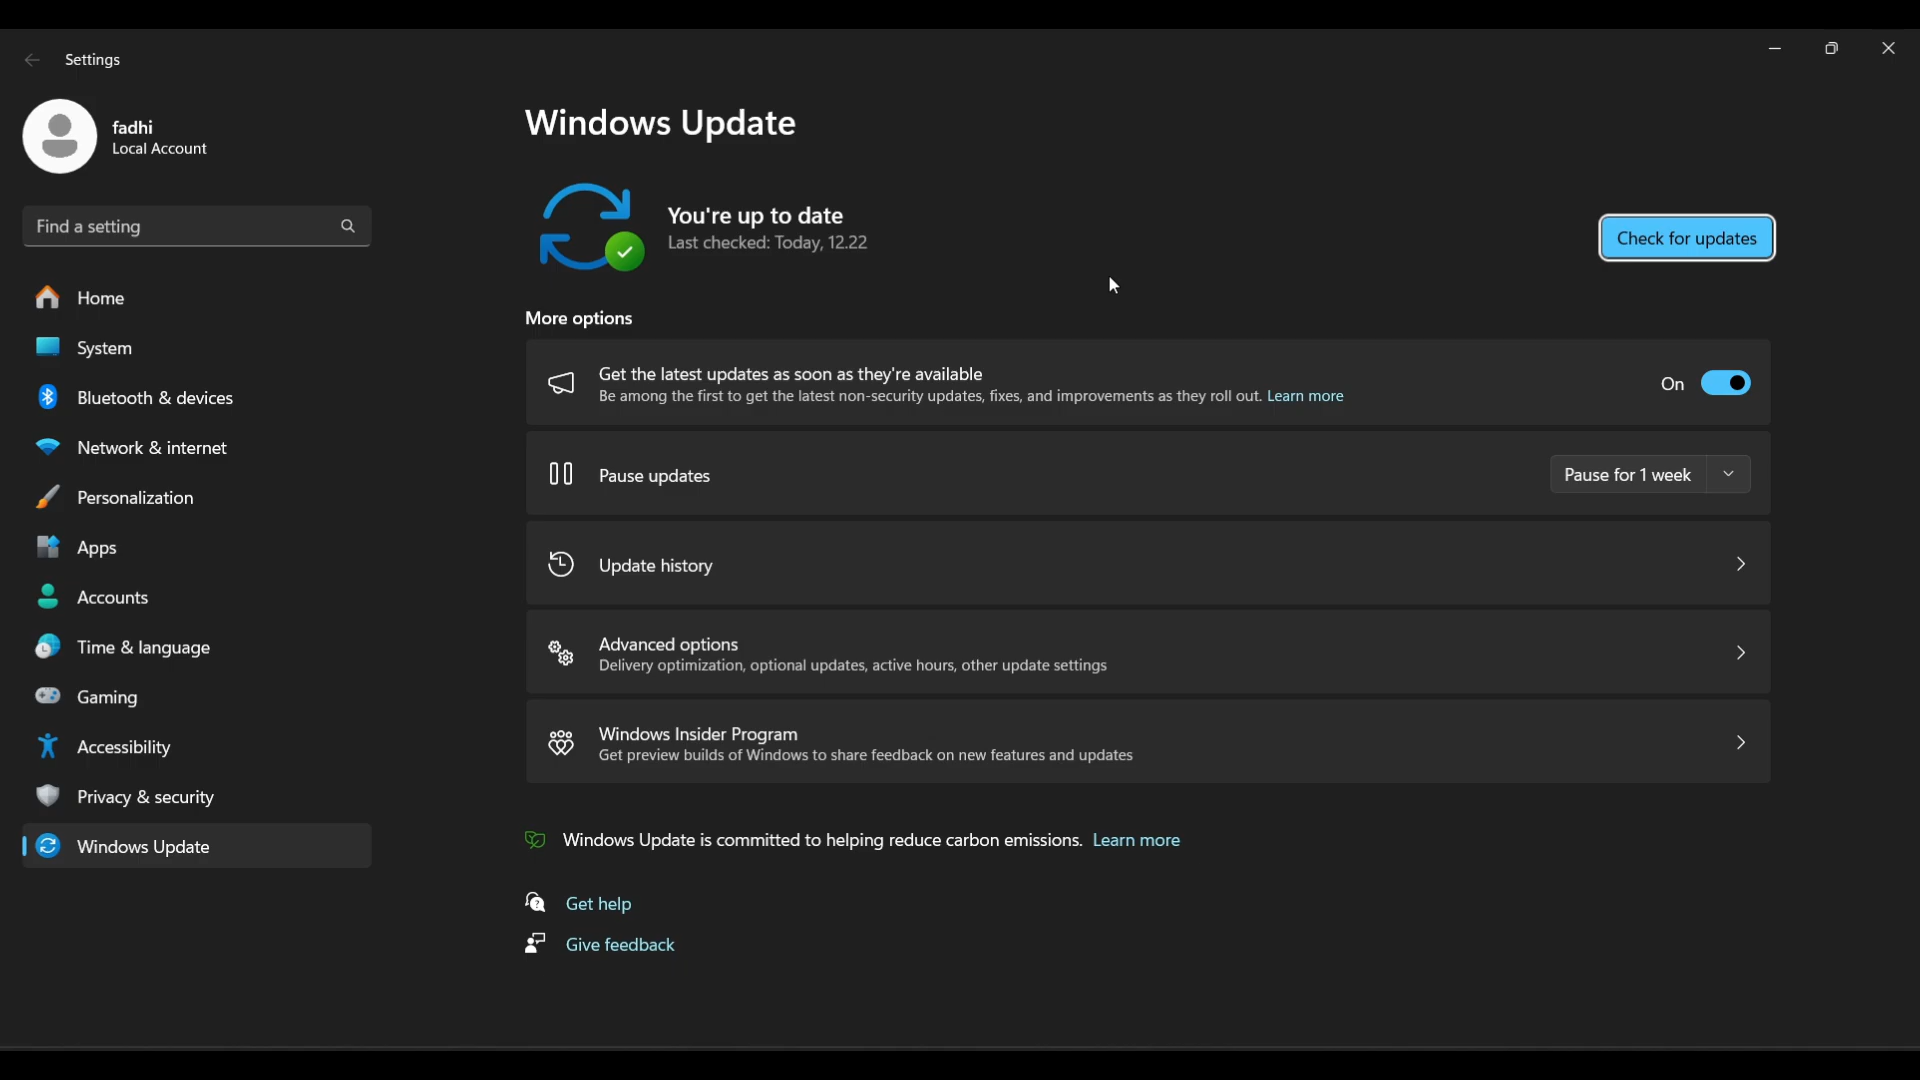 Settings
fadhi
Local Account
Find a setting
Home
System
Bluetooth & devices
Network & internet
Personalization
Apps
Accounts
Time & language
Gaming
Accessibility
Privacy & security
Windows Update
Windows Update
You're up to date
Last checked: Today, 12.22
Check for updates
More options
Get the latest updates as soon as they're available
Be among the first to get the latest non-security updates, fixes, and improvements as they roll out. Learn more
On
Pause updates
Pause for 1 week
Update history
Advanced options
Delivery optimization, optional updates, active hours, other update settings
Windows Insider Program
Get preview builds of Windows to share feedback on new features and updates
Windows Update is committed to helping reduce carbon emissions. Learn more
Get help
Give feedback